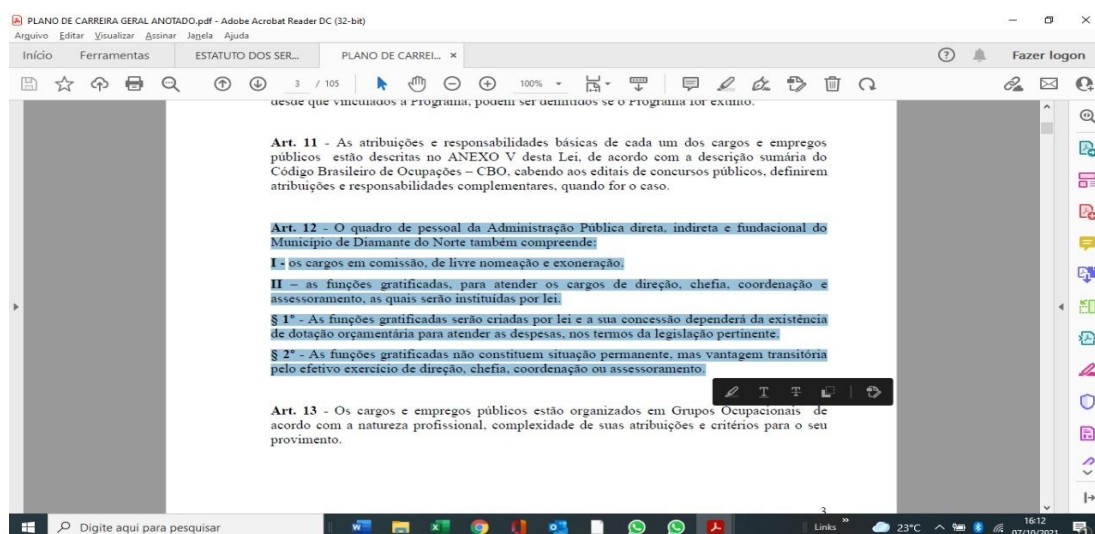 PLANO DE CARREIRA GERAL ANOTADO.pdf - Adobe Acrobat Reader DC (32-bit)
Arquivo Editar Visualizar Assinar Janela Ajuda
Início Ferramentas ESTATUTO DOS SER... PLANO DE CARREI... × Fazer logon
3 / 105 100%
desde que vinculados a Programa, podem ser demitidos se o Programa for extinto.
Art. 11 - As atribuições e responsabilidades básicas de cada um dos cargos e empregos
públicos estão descritas no ANEXO V desta Lei, de acordo com a descrição sumária do
Código Brasileiro de Ocupações – CBO, cabendo aos editais de concursos públicos, definirem
atribuições e responsabilidades complementares, quando for o caso.
Art. 12 - O quadro de pessoal da Administração Pública direta, indireta e fundacional do
Município de Diamante do Norte também compreende:
I - os cargos em comissão, de livre nomeação e exoneração.
II – as funções gratificadas, para atender os cargos de direção, chefia, coordenação e
assessoramento, as quais serão instituídas por lei.
§ 1º - As funções gratificadas serão criadas por lei e a sua concessão dependerá da existência
de dotação orçamentária para atender as despesas, nos termos da legislação pertinente.
§ 2º - As funções gratificadas não constituem situação permanente, mas vantagem transitória
pelo efetivo exercício de direção, chefia, coordenação ou assessoramento.
Art. 13 - Os cargos e empregos públicos estão organizados em Grupos Ocupacionais de
acordo com a natureza profissional, complexidade de suas atribuições e critérios para o seu
provimento.
3
Digite aqui para pesquisar Links 23°C 16:12
07/10/2021